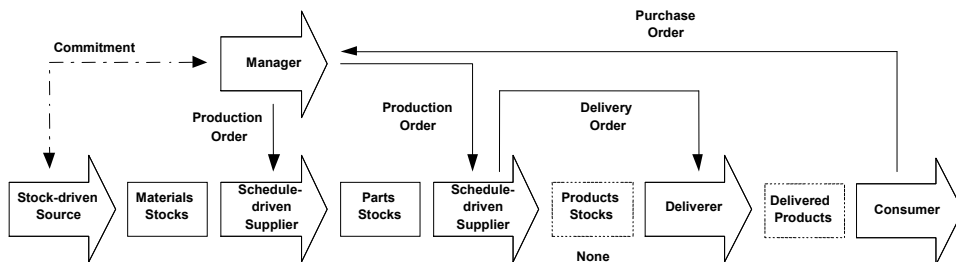 Purchase
Order
Commitment
Manager
Production
Order
Production
Order
Delivery
Order
Stock-driven
Source
Materials
Stocks
Schedule-
driven
Supplier
Parts
Stocks
Schedule-
driven
Supplier
Products
Stocks
Deliverer
Delivered
Products
Consumer
None